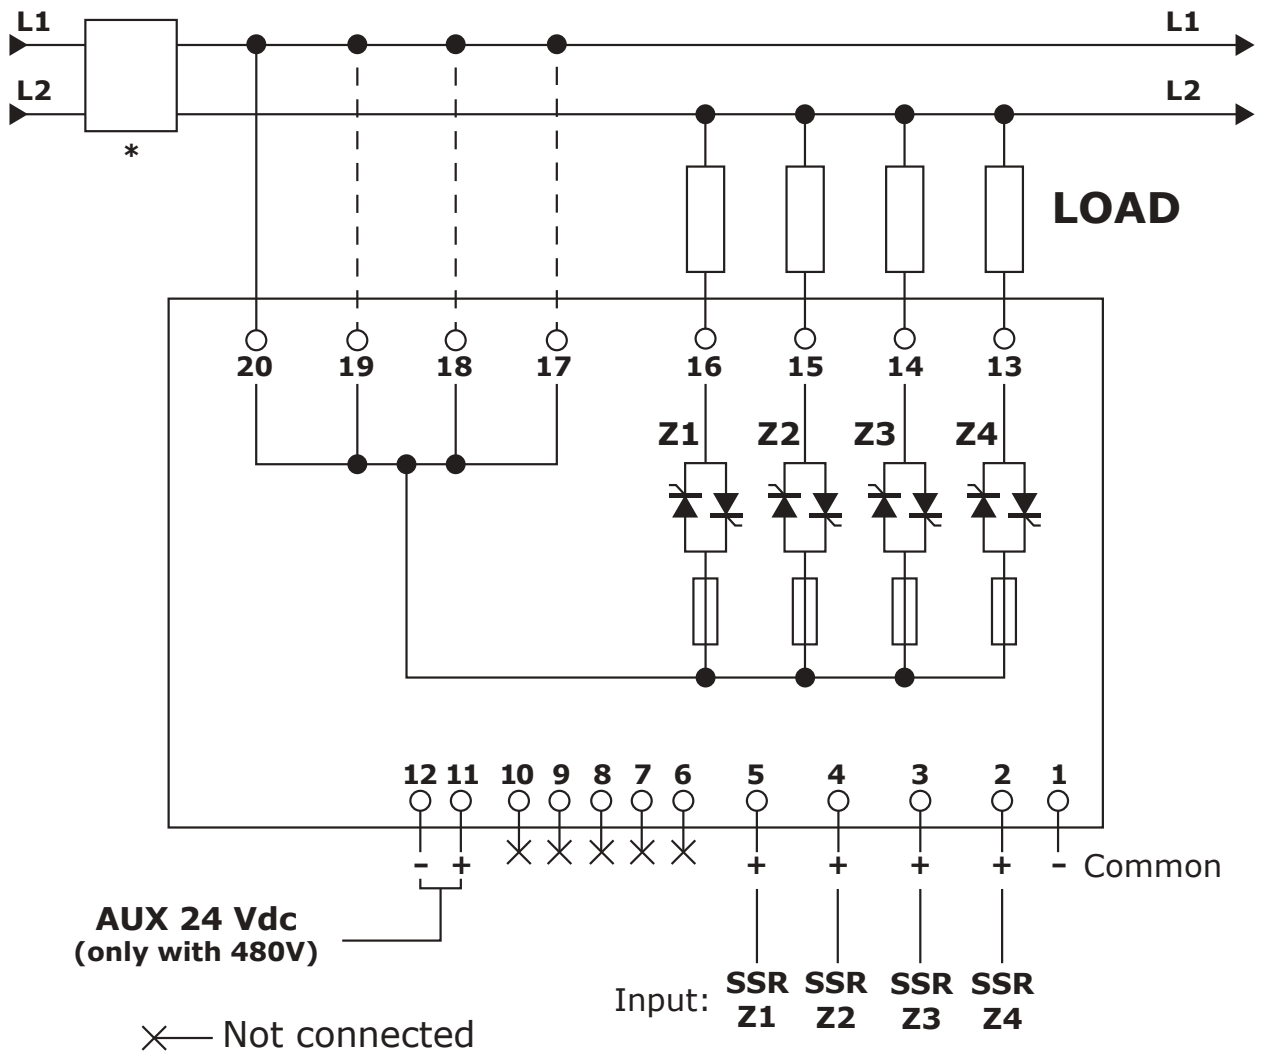 L1 L1
L2 L2
*
LOAD
20 19 18 17 16 15 14 13
Z1 Z2 Z3 Z4
12 11 10 9 8 7 6 5 4 3 2 1
- + + + + + - Common
AUX 24 Vdc
(only with 480V)
Input: SSR Z1 SSR Z2 SSR Z3 SSR Z4
Not connected